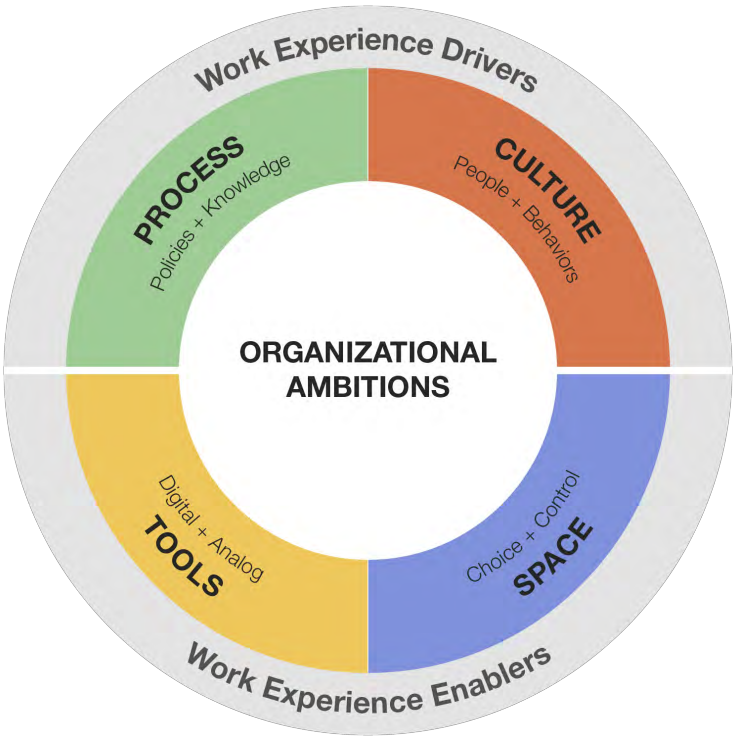 Work Experience Drivers
PROCESS
Policies + Knowledge
CULTURE
People + Behaviors
ORGANIZATIONAL
AMBITIONS
Digital + Analog
TOOLS
Choice + Control
SPACE
Work Experience Enablers